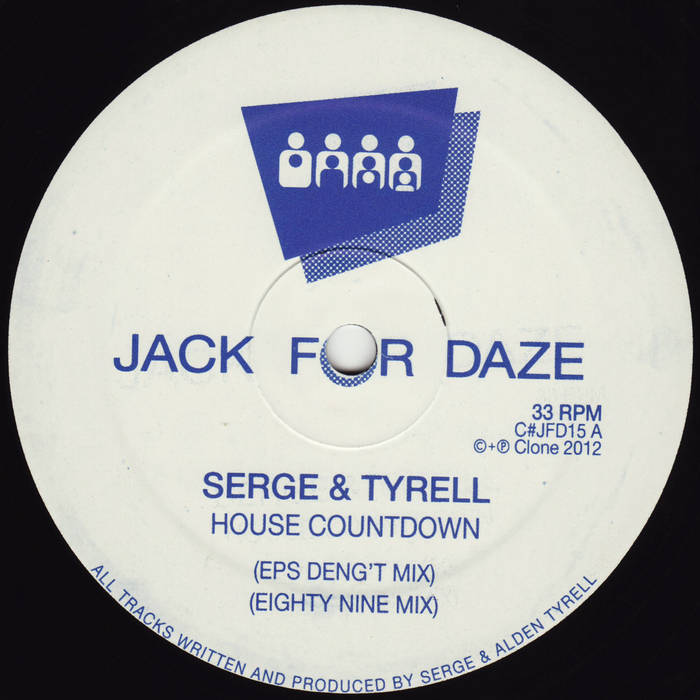 JACK FOR DAZE
33 RPM
C#JFD15 A
©+℗ Clone 2012
SERGE & TYRELL
HOUSE COUNTDOWN
(EPS DENG'T MIX)
(EIGHTY NINE MIX)
ALL TRACKS WRITTEN AND PRODUCED BY SERGE & ALDEN TYRELL